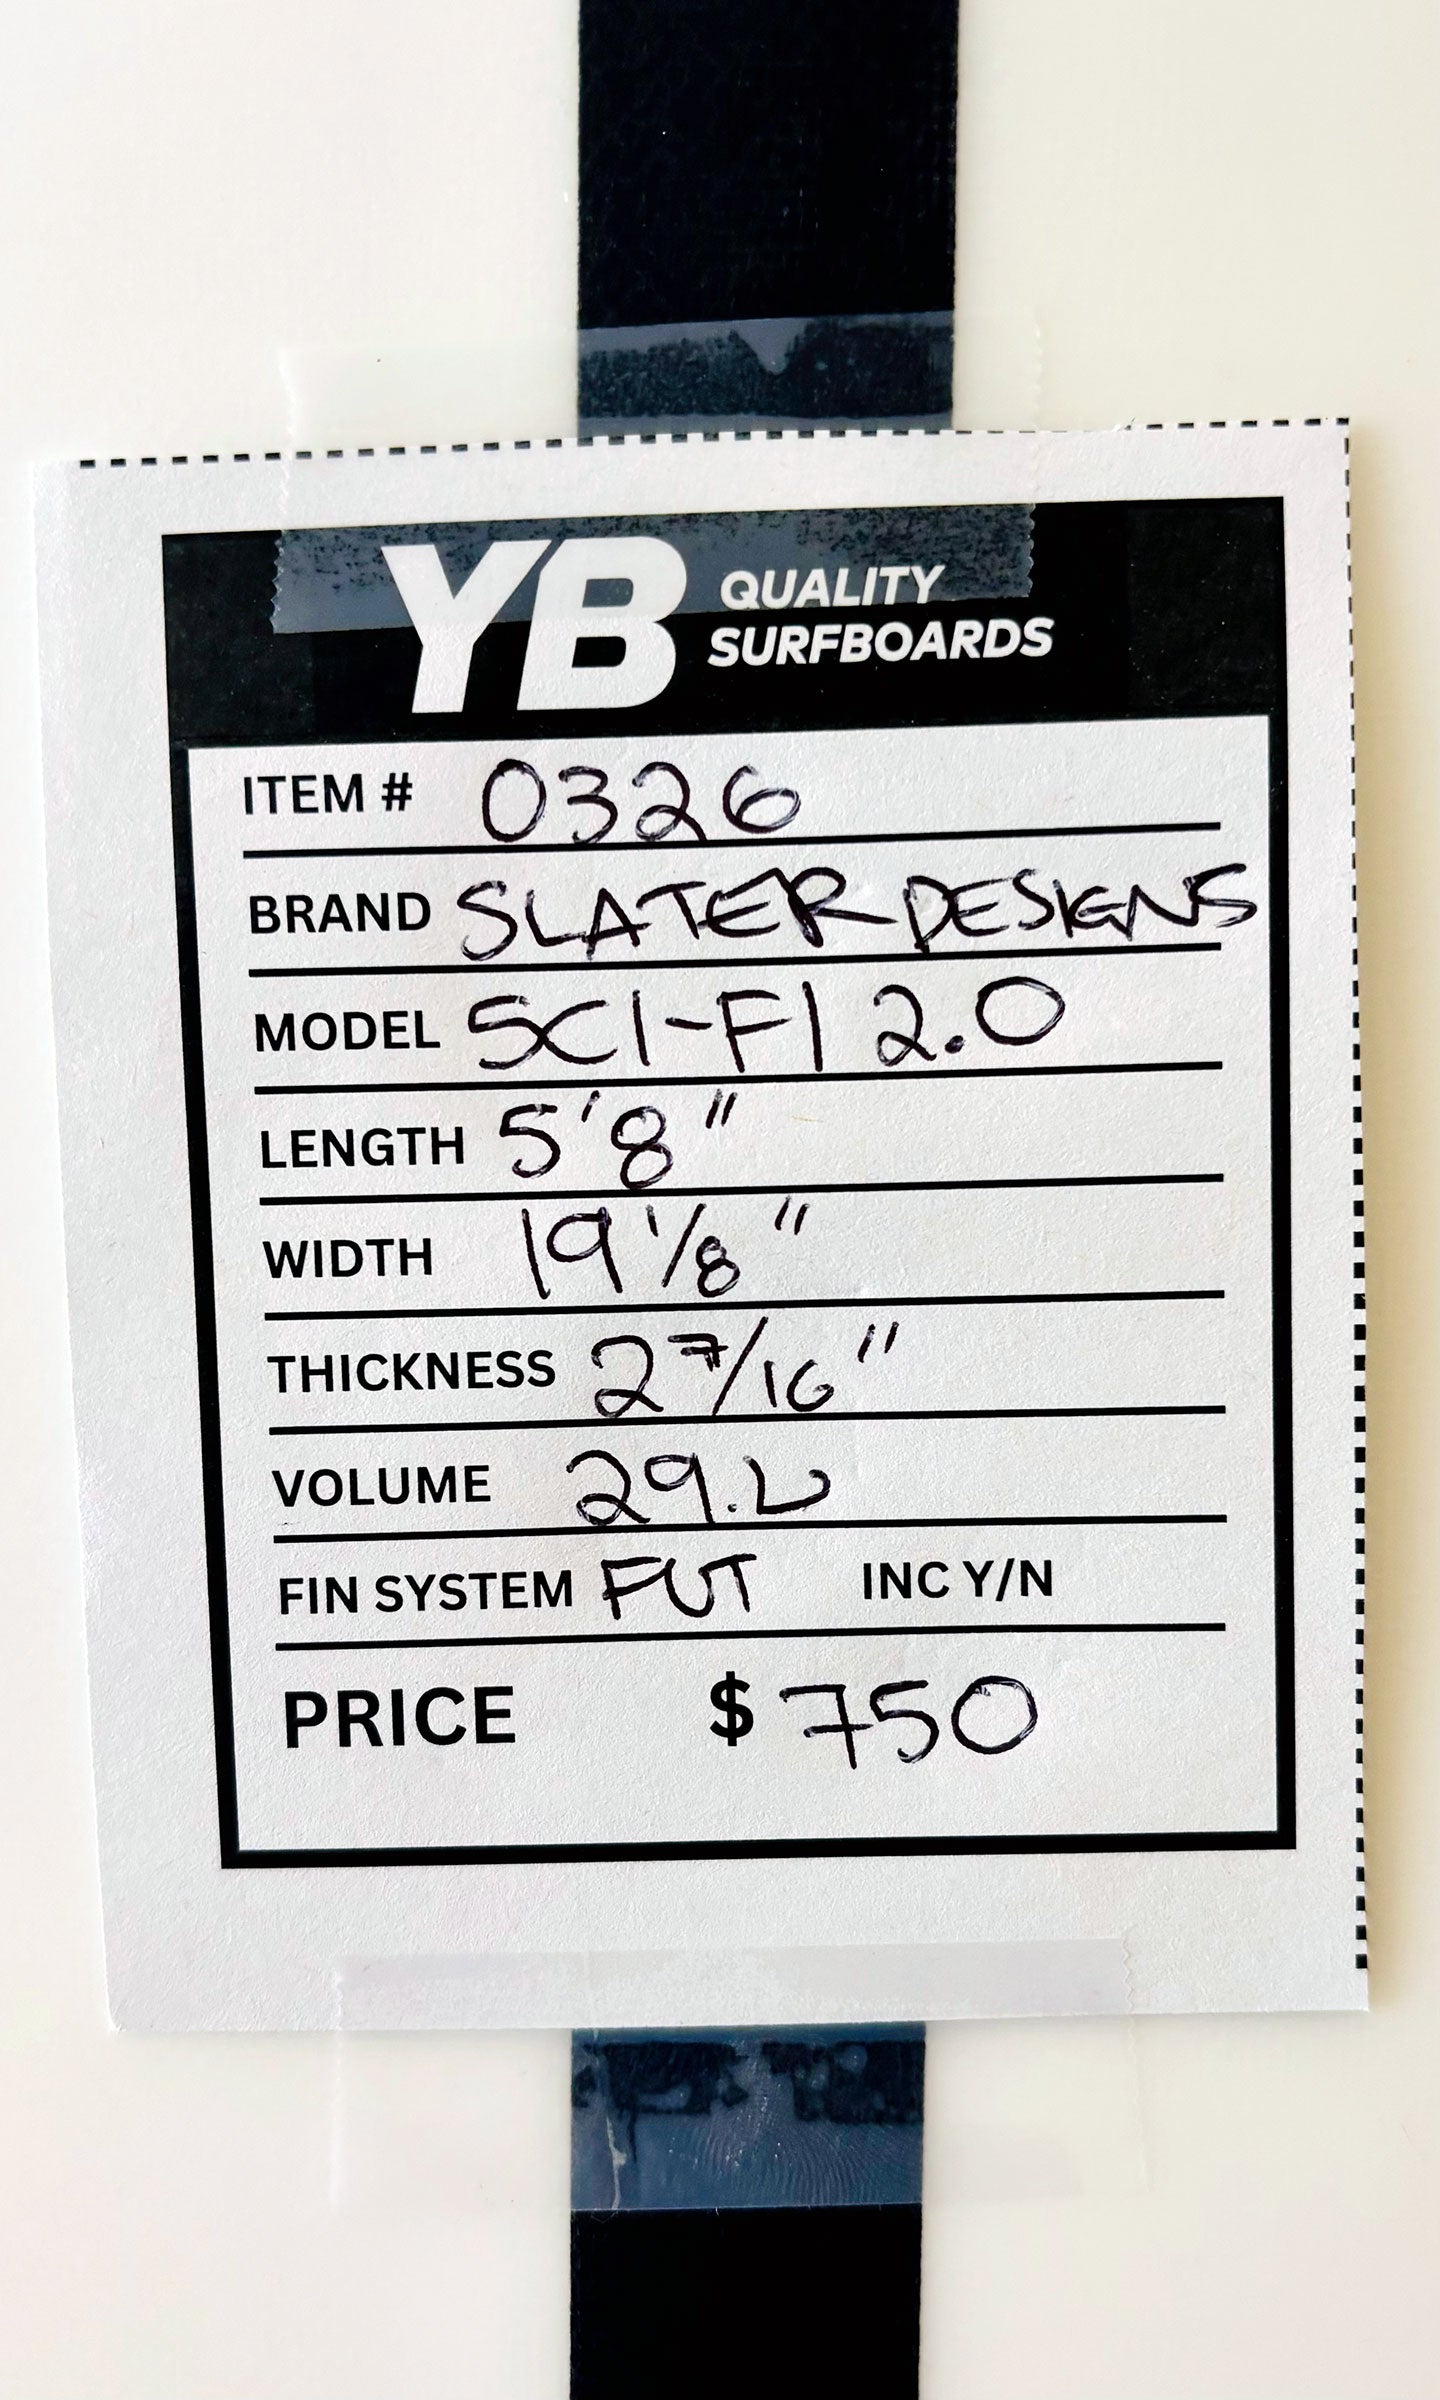 YB QUALITY
SURFBOARDS
ITEM # 0326
BRAND SLATER DESIGNS
MODEL SCI-FI 2.0
LENGTH 5'8"
WIDTH 19 1/8"
THICKNESS 2 7/16"
VOLUME 29.
FIN SYSTEM FUT INC Y/N
PRICE $750